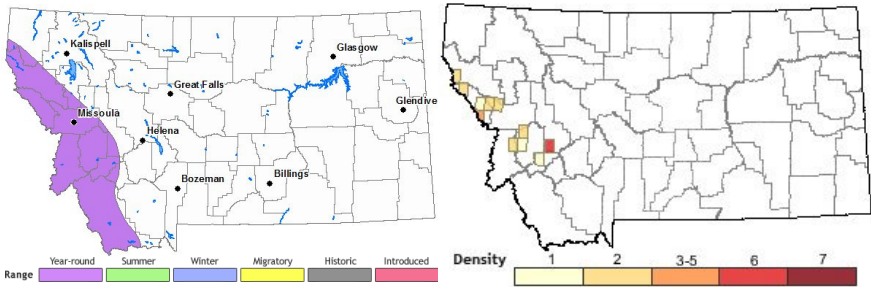 Kalispell
Glasgow
Great Falls
Glendive
Missoula
Helena
Bozeman
Billings
Range
Year-round Summer Winter Migratory Historic Introduced
Density
1 2 3-5 6 7